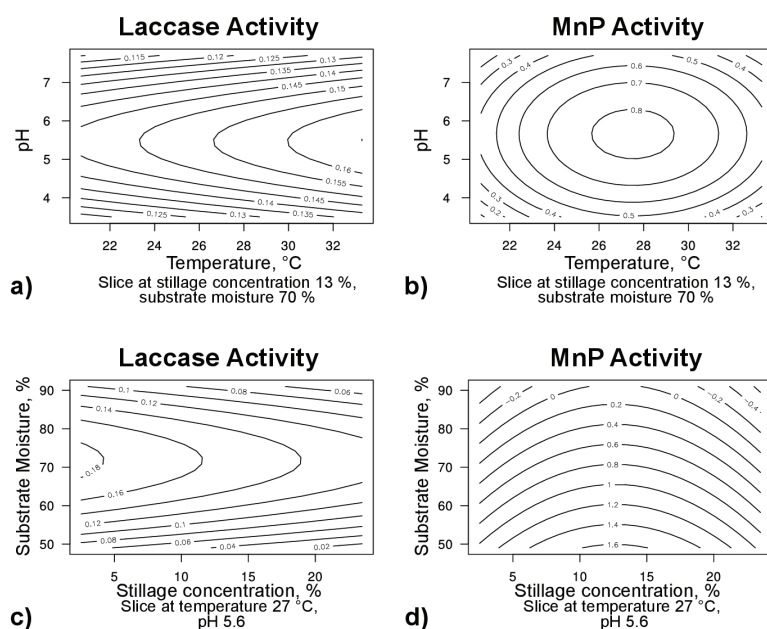 Laccase Activity
0.115 0.12 0.125 0.13
0.135
0.14
0.145
0.15
0.16
0.155
0.145
0.14
0.125 0.13 0.135
pH
7
6
5
4
22 24 26 28 30 32
Temperature, °C
a)
Slice at stillage concentration 13 %,
substrate moisture 70 %
MnP Activity
0.3 0.5 0.3
0.4 0.6 0.4
0.7
0.8
0.3 0.3
0.2 0.4 0.5 0.4
pH
7
6
5
4
22 24 26 28 30 32
Temperature, °C
b)
Slice at stillage concentration 13 %,
substrate moisture 70 %
Laccase Activity
0.1 0.08 0.06
0.12
0.14
0.18
0.16
0.12 0.1
0.08 0.06 0.04 0.02
Substrate Moisture, %
90
80
70
60
50
5 10 15 20
Stillage concentration, %
c)
Slice at temperature 27 °C,
pH 5.6
MnP Activity
−0.2 0 0 −0.2 −0.4
0.2
0.4
0.6
0.8
1
1.2
1.4
1.6
Substrate Moisture, %
90
80
70
60
50
5 10 15 20
Stillage concentration, %
d)
Slice at temperature 27 °C,
pH 5.6